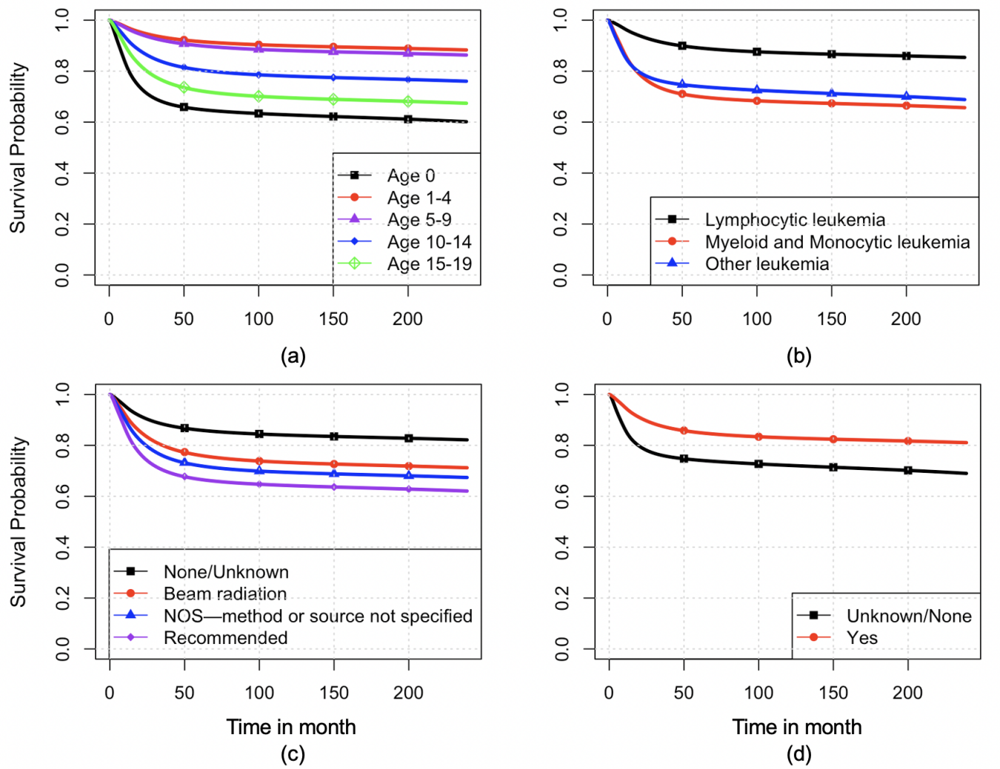 Survival Probability
1.0
0.8
0.6
0.4
0.2
0.0
Age 0
Age 1-4
Age 5-9
Age 10-14
Age 15-19
0 50 100 150 200
(a)
1.0
0.8
0.6
0.4
0.2
0.0
Lymphocytic leukemia
Myeloid and Monocytic leukemia
Other leukemia
0 50 100 150 200
(b)
Survival Probability
1.0
0.8
0.6
0.4
0.2
0.0
None/Unknown
Beam radiation
NOS—method or source not specified
Recommended
0 50 100 150 200
Time in month
(c)
1.0
0.8
0.6
0.4
0.2
0.0
Unknown/None
Yes
0 50 100 150 200
Time in month
(d)